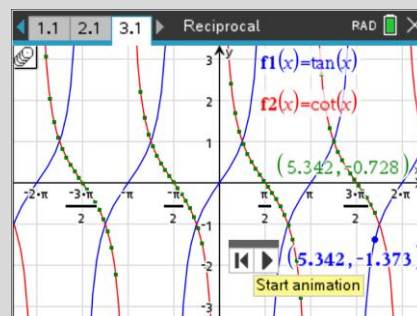 1.1 2.1 3.1 Reciprocal RAD
3 y
f1(x)=tan(x)
2
f2(x)=cot(x)
1
(5.342,-0.728)
-2·π -3·π/2 -π -π/2 π/2 π 3·π/2
-1
-2 (5.342,-1.373)
Start animation
-3